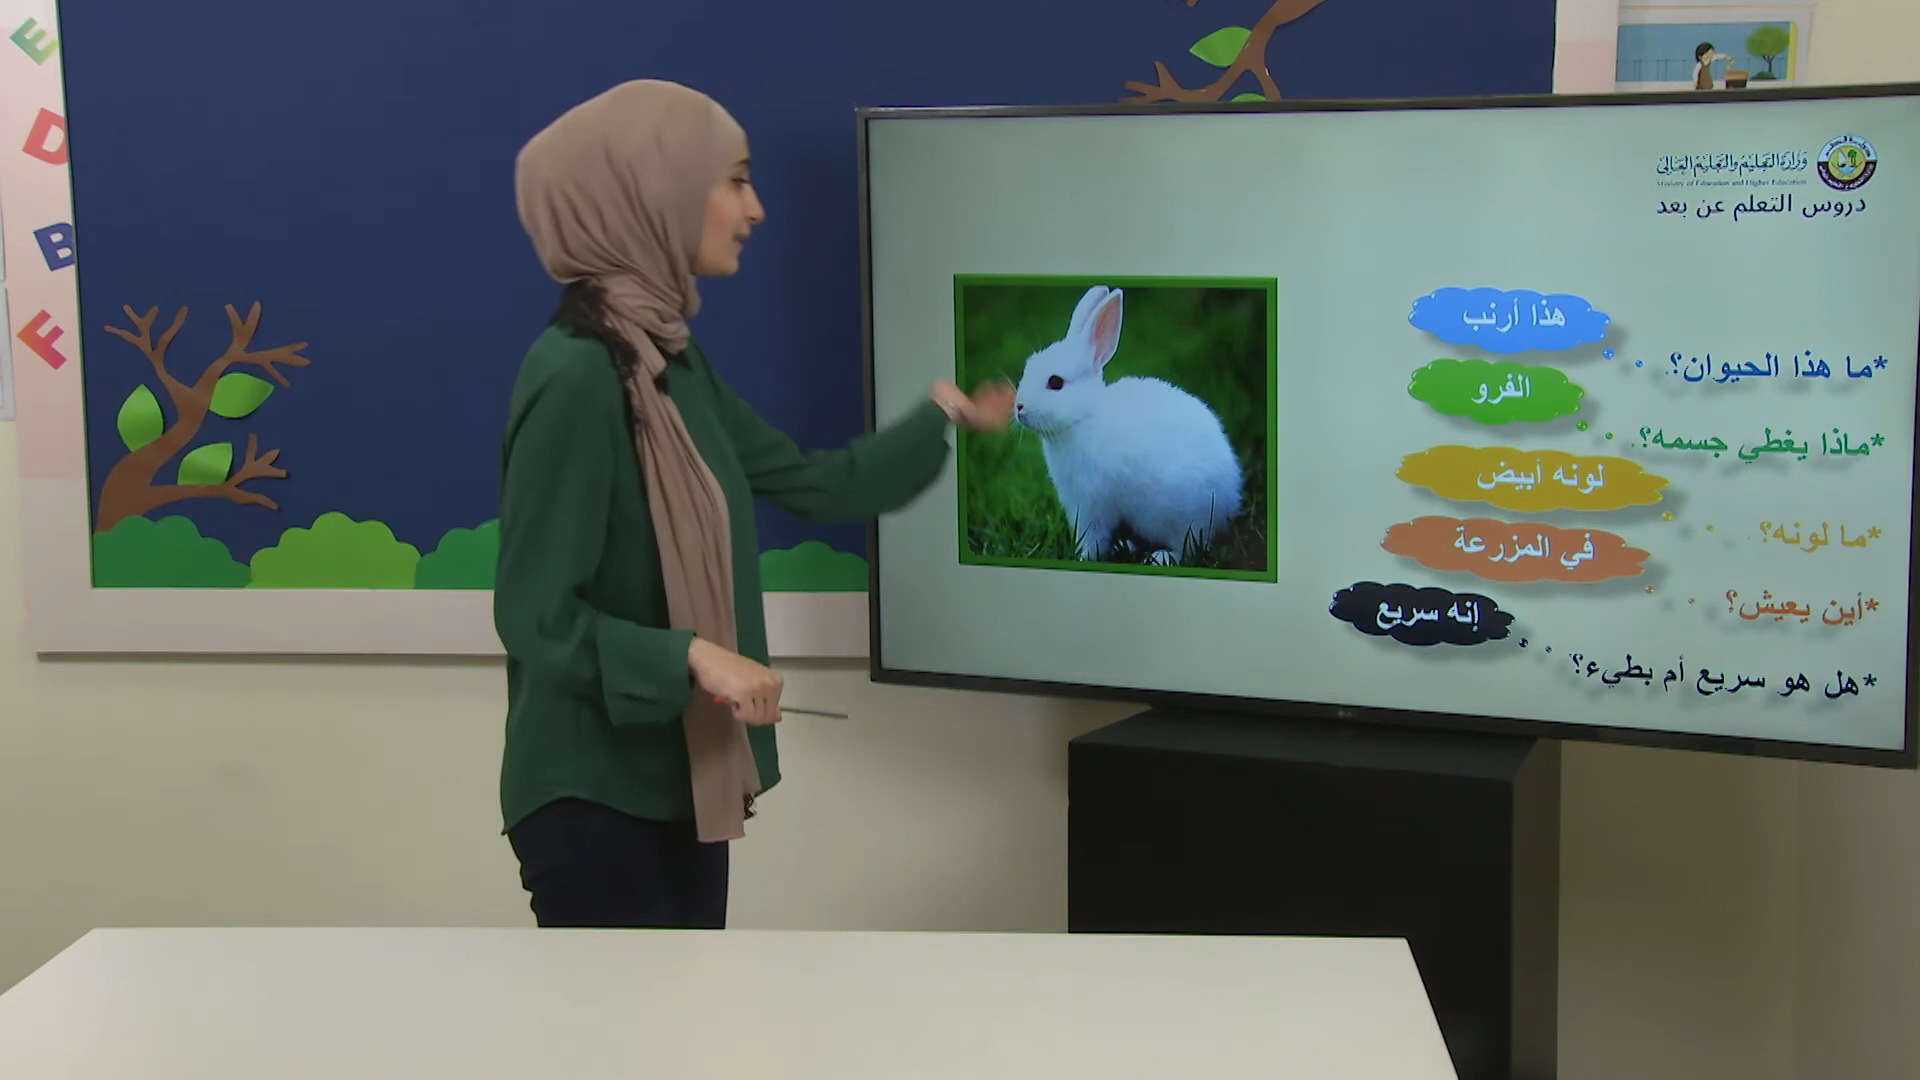 E
D
B
F
وزارة التعليم والتعليم العالي
Ministry of Education and Higher Education
دروس التعلم عن بعد
*ما هذا الحيوان؟
هذا أرنب
*ماذا يغطي جسمه؟
الفرو
*ما لونه؟
لونه أبيض
*أين يعيش؟
في المزرعة
*هل هو سريع أم بطيء؟
إنه سريع
LG